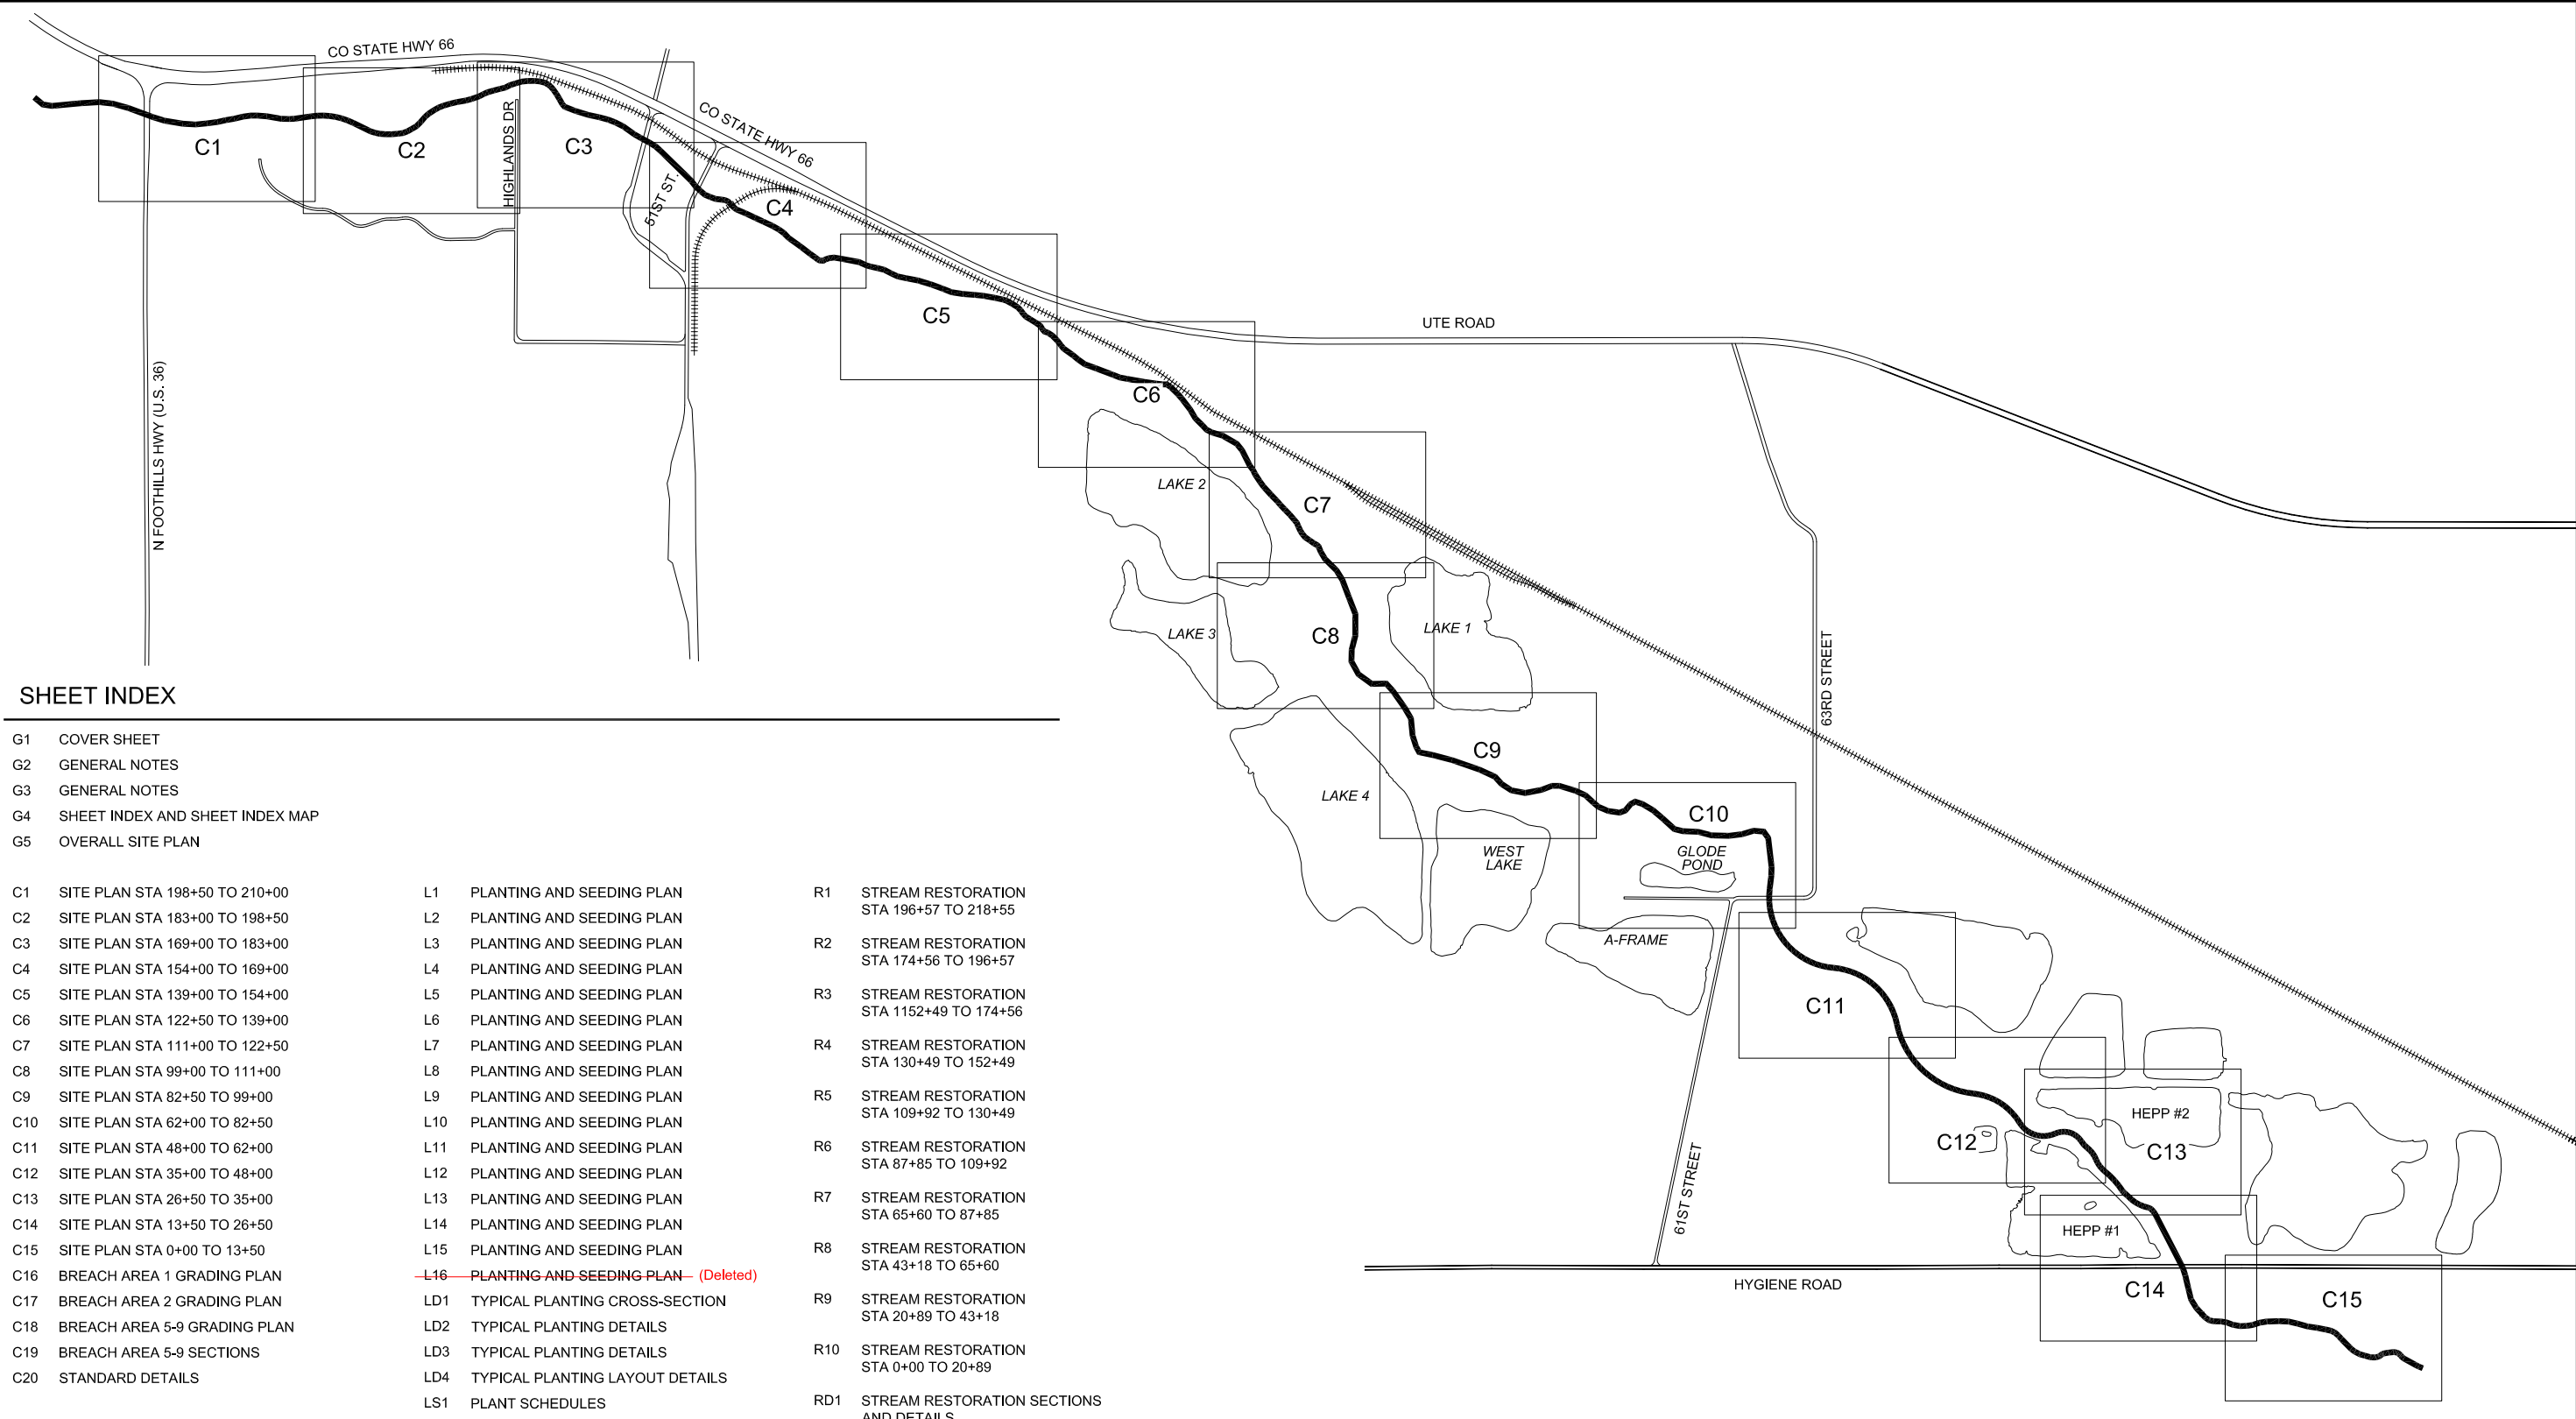 CO STATE HWY 66
CO STATE HWY 66
C1
C2
C3
C4
HIGHLANDS DR
51ST ST.
N FOOTHILLS HWY (U.S. 36)
C5
UTE ROAD
C6
LAKE 2
C7
LAKE 3
C8
LAKE 1
63RD STREET
C9
LAKE 4
C10
WEST
LAKE
GLODE
POND
A-FRAME
C11
C12
HEPP #2
C13
61ST STREET
HEPP #1
HYGIENE ROAD
C14
C15
SHEET INDEX
G1 COVER SHEET
G2 GENERAL NOTES
G3 GENERAL NOTES
G4 SHEET INDEX AND SHEET INDEX MAP
G5 OVERALL SITE PLAN
C1 SITE PLAN STA 198+50 TO 210+00
C2 SITE PLAN STA 183+00 TO 198+50
C3 SITE PLAN STA 169+00 TO 183+00
C4 SITE PLAN STA 154+00 TO 169+00
C5 SITE PLAN STA 139+00 TO 154+00
C6 SITE PLAN STA 122+50 TO 139+00
C7 SITE PLAN STA 111+00 TO 122+50
C8 SITE PLAN STA 99+00 TO 111+00
C9 SITE PLAN STA 82+50 TO 99+00
C10 SITE PLAN STA 62+00 TO 82+50
C11 SITE PLAN STA 48+00 TO 62+00
C12 SITE PLAN STA 35+00 TO 48+00
C13 SITE PLAN STA 26+50 TO 35+00
C14 SITE PLAN STA 13+50 TO 26+50
C15 SITE PLAN STA 0+00 TO 13+50
C16 BREACH AREA 1 GRADING PLAN
C17 BREACH AREA 2 GRADING PLAN
C18 BREACH AREA 5-9 GRADING PLAN
C19 BREACH AREA 5-9 SECTIONS
C20 STANDARD DETAILS
L1 PLANTING AND SEEDING PLAN
L2 PLANTING AND SEEDING PLAN
L3 PLANTING AND SEEDING PLAN
L4 PLANTING AND SEEDING PLAN
L5 PLANTING AND SEEDING PLAN
L6 PLANTING AND SEEDING PLAN
L7 PLANTING AND SEEDING PLAN
L8 PLANTING AND SEEDING PLAN
L9 PLANTING AND SEEDING PLAN
L10 PLANTING AND SEEDING PLAN
L11 PLANTING AND SEEDING PLAN
L12 PLANTING AND SEEDING PLAN
L13 PLANTING AND SEEDING PLAN
L14 PLANTING AND SEEDING PLAN
L15 PLANTING AND SEEDING PLAN
L16 PLANTING AND SEEDING PLAN (Deleted)
LD1 TYPICAL PLANTING CROSS-SECTION
LD2 TYPICAL PLANTING DETAILS
LD3 TYPICAL PLANTING DETAILS
LD4 TYPICAL PLANTING LAYOUT DETAILS
LS1 PLANT SCHEDULES
R1 STREAM RESTORATION
STA 196+57 TO 218+55
R2 STREAM RESTORATION
STA 174+56 TO 196+57
R3 STREAM RESTORATION
STA 1152+49 TO 174+56
R4 STREAM RESTORATION
STA 130+49 TO 152+49
R5 STREAM RESTORATION
STA 109+92 TO 130+49
R6 STREAM RESTORATION
STA 87+85 TO 109+92
R7 STREAM RESTORATION
STA 65+60 TO 87+85
R8 STREAM RESTORATION
STA 43+18 TO 65+60
R9 STREAM RESTORATION
STA 20+89 TO 43+18
R10 STREAM RESTORATION
STA 0+00 TO 20+89
RD1 STREAM RESTORATION SECTIONS
AND DETAILS